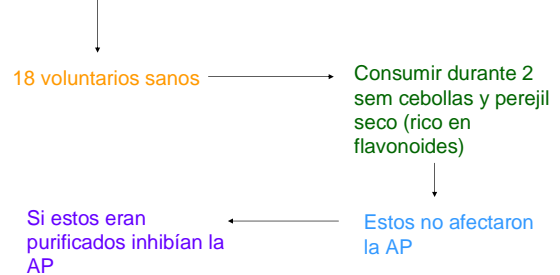 18 voluntarios sanos
Consumir durante 2
sem cebollas y perejil
seco (rico en
flavonoides)
Estos no afectaron
la AP
Si estos eran
purificados inhibían la
AP